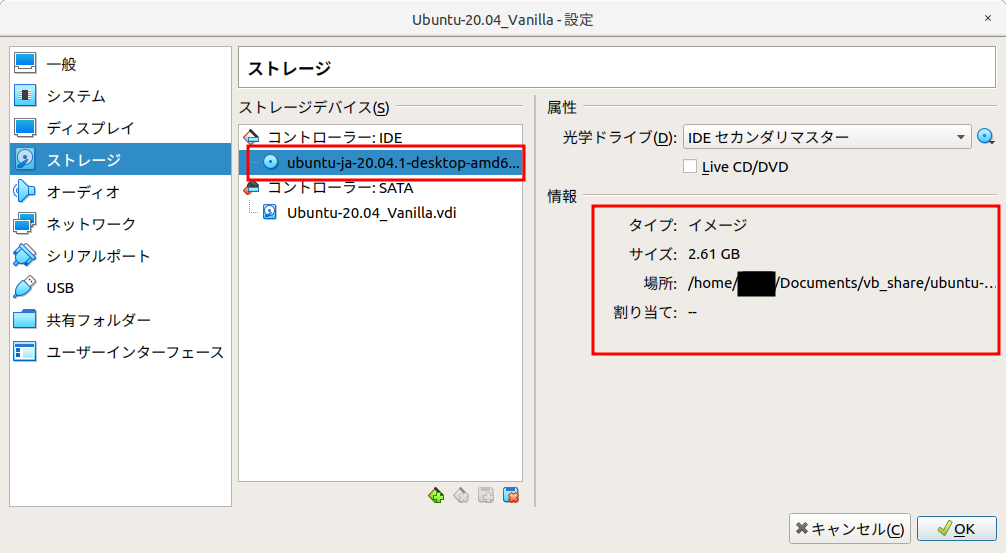 Ubuntu-20.04_Vanilla - 設定
×
一般
システム
ディスプレイ
ストレージ
オーディオ
ネットワーク
シリアルポート
USB
共有フォルダー
ユーザーインターフェース
ストレージ
ストレージデバイス(S)
コントローラー: IDE
ubuntu-ja-20.04.1-desktop-amd6...
コントローラー: SATA
Ubuntu-20.04_Vanilla.vdi
属性
光学ドライブ(D): IDE セカンダリマスター
Live CD/DVD
情報
タイプ: イメージ
サイズ: 2.61 GB
場所: /home/ /Documents/vb_share/ubuntu-...
割り当て: --
キャンセル(C)
OK